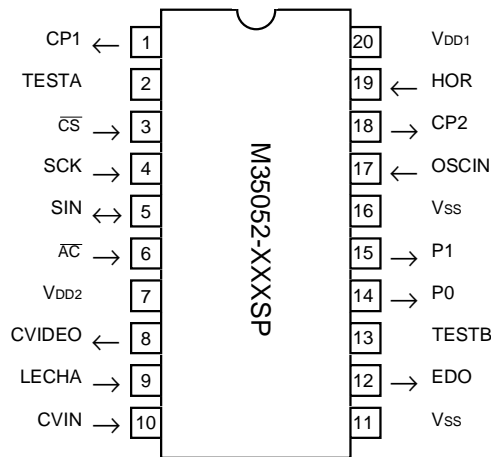 CP1 ← 1 20 VDD1
TESTA 2 19 ← HOR
C̅S̅ → 3 18 → CP2
SCK → 4 17 ← OSCIN
SIN ↔ 5 16 VSS
A̅C̅ → 6 15 → P1
VDD2 7 14 → P0
CVIDEO ← 8 13 TESTB
LECHA → 9 12 → EDO
CVIN → 10 11 VSS
M35052-XXXSP